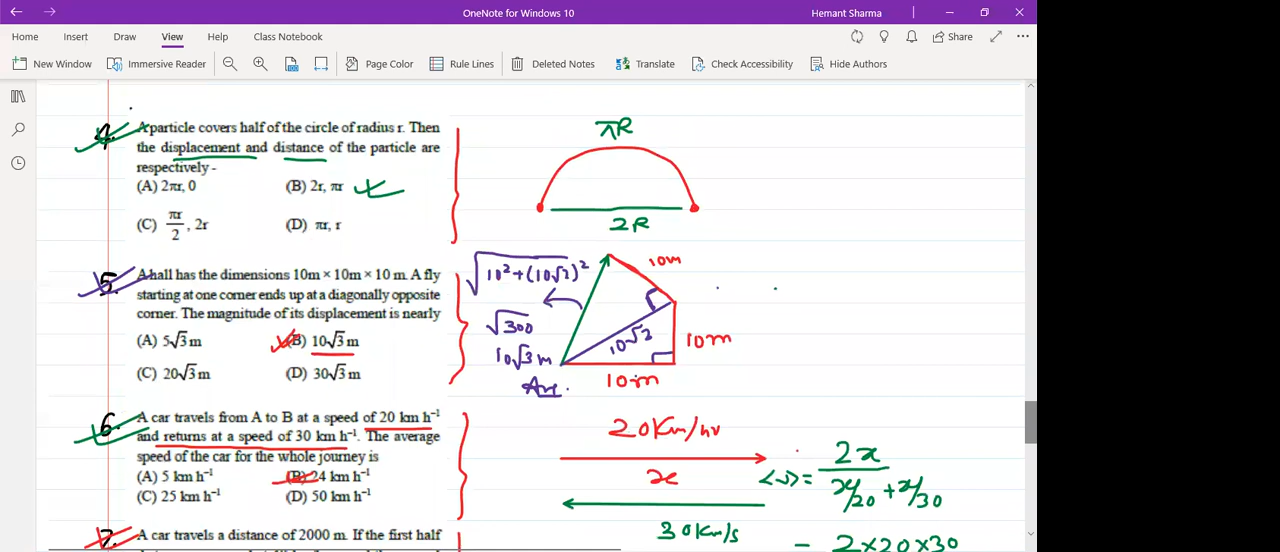 OneNote for Windows 10
Hemant Sharma
Home Insert Draw View Help Class Notebook
Share
New Window Immersive Reader Page Color Rule Lines Deleted Notes Translate Check Accessibility Hide Authors
4. A particle covers half of the circle of radius r. Then
the displacement and distance of the particle are
respectively -
(A) 2πr, 0 (B) 2r, πr
(C) πr/2, 2r (D) πr, r
πR
2R
5. A hall has the dimensions 10m × 10m × 10 m. A fly
starting at one corner ends up at a diagonally opposite
corner. The magnitude of its displacement is nearly
(A) 5√3 m (B) 10√3 m
(C) 20√3 m (D) 30√3 m
√10² + (10√2)²
√300
10√3 m
Ans.
10m
10√2
10m
10m
6. A car travels from A to B at a speed of 20 km h⁻¹
and returns at a speed of 30 km h⁻¹. The average
speed of the car for the whole journey is
(A) 5 km h⁻¹ (B) 24 km h⁻¹
(C) 25 km h⁻¹ (D) 50 km h⁻¹
20Km/hr
x
30Km/s
<v> = 2x / x/20 + x/30
= 2×20×30
7. A car travels a distance of 2000 m. If the first half